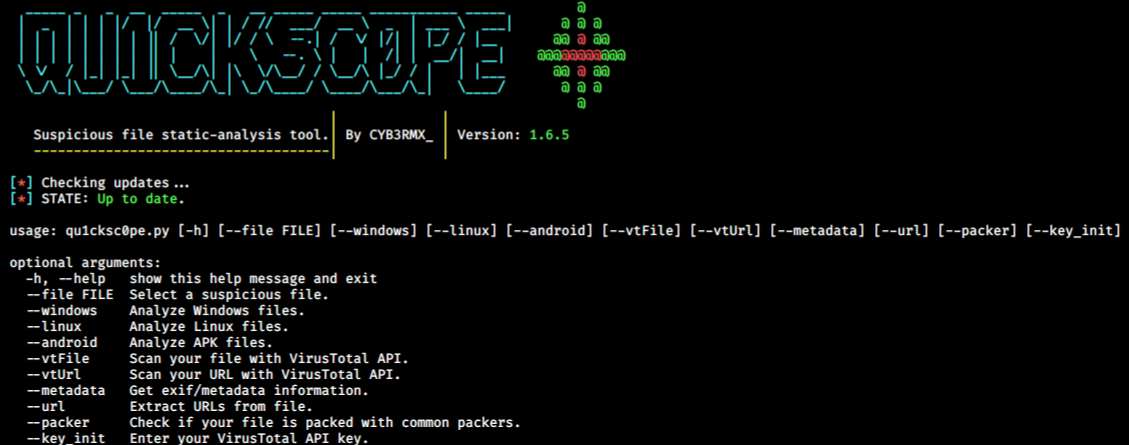 QU1CKSC0PE
Suspicious file static-analysis tool.| By CYB3RMX_ | Version: 1.6.5
[*] Checking updates...
[*] STATE: Up to date.
usage: qu1cksc0pe.py [-h] [--file FILE] [--windows] [--linux] [--android] [--vtFile] [--vtUrl] [--metadata] [--url] [--packer] [--key_init]
optional arguments:
-h, --help show this help message and exit
--file FILE Select a suspicious file.
--windows Analyze Windows files.
--linux Analyze Linux files.
--android Analyze APK files.
--vtFile Scan your file with VirusTotal API.
--vtUrl Scan your URL with VirusTotal API.
--metadata Get exif/metadata information.
--url Extract URLs from file.
--packer Check if your file is packed with common packers.
--key_init Enter your VirusTotal API key.